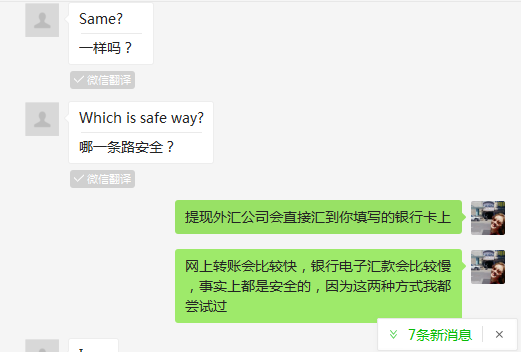 Same?
一样吗？
微信翻译
Which is safe way?
哪一条路安全？
微信翻译
提现外汇公司会直接汇到你填写的银行卡上
网上转账会比较快，银行电子汇款会比较慢
，事实上都是安全的，因为这两种方式我都
尝试过
7条新消息